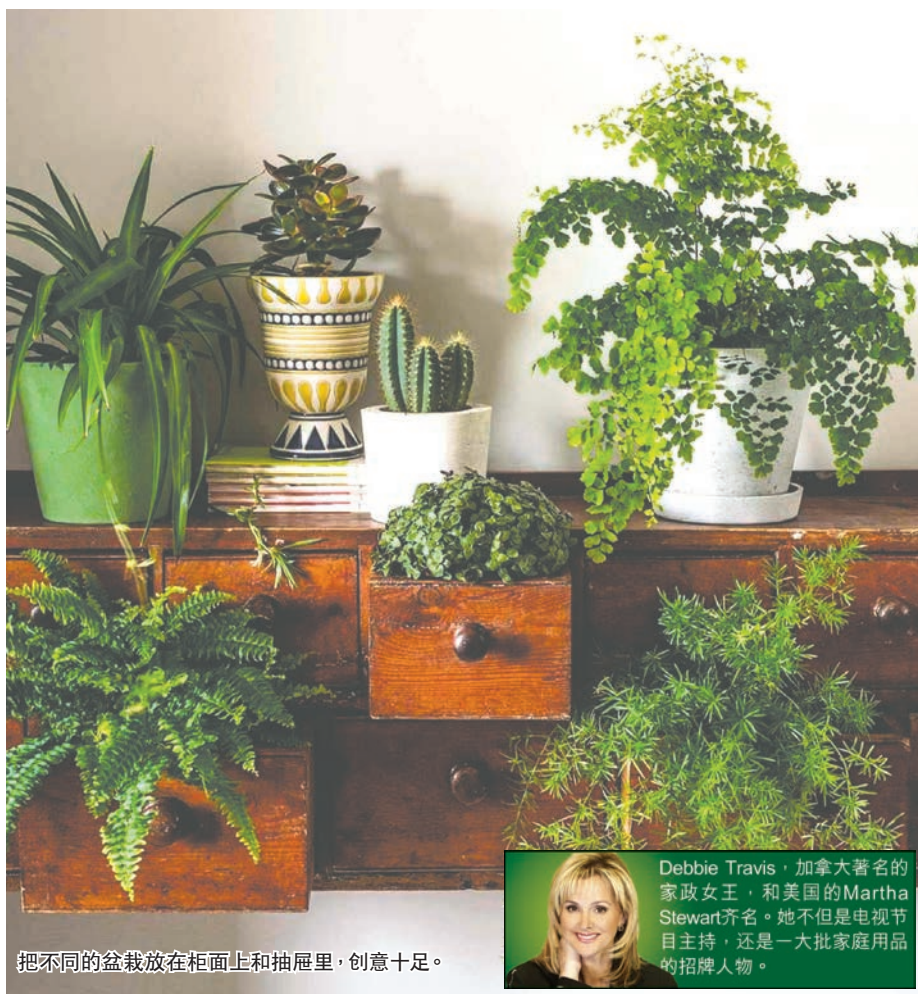 把不同的盆栽放在柜面上和抽屉里，创意十足。
Debbie Travis，加拿大著名的
家政女王，和美国的Martha
Stewart齐名。她不但是电视节
目主持，还是一大批家庭用品
的招牌人物。